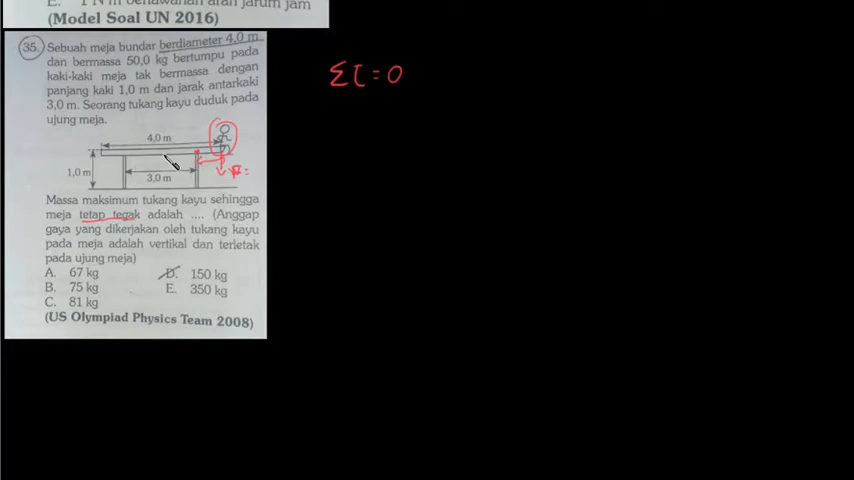 E. 1 N m berlawanan arah jarum jam
(Model Soal UN 2016)
35. Sebuah meja bundar berdiameter 4,0 m
dan bermassa 50,0 kg bertumpu pada
kaki-kaki meja tak bermassa dengan
panjang kaki 1,0 m dan jarak antarkaki
3,0 m. Seorang tukang kayu duduk pada
ujung meja.
Στ = 0
4,0 m
1,0 m
3,0 m
Massa maksimum tukang kayu sehingga
meja tetap tegak adalah .... (Anggap
gaya yang dikerjakan oleh tukang kayu
pada meja adalah vertikal dan terletak
pada ujung meja)
A. 67 kg
B. 75 kg
C. 81 kg
D. 150 kg
E. 350 kg
(US Olympiad Physics Team 2008)